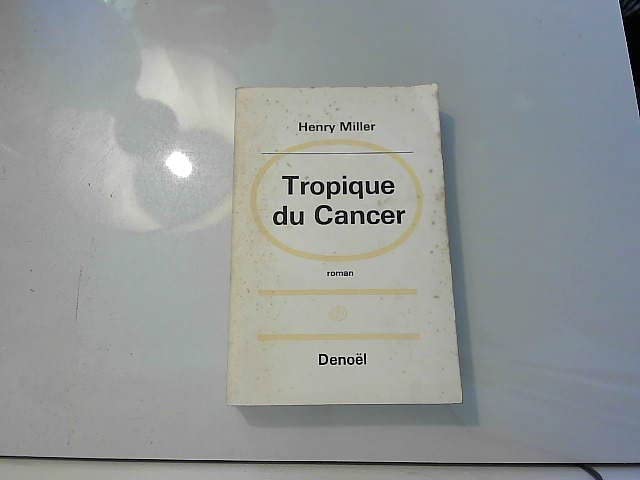 Henry Miller
Tropique
du Cancer
roman
Denoël